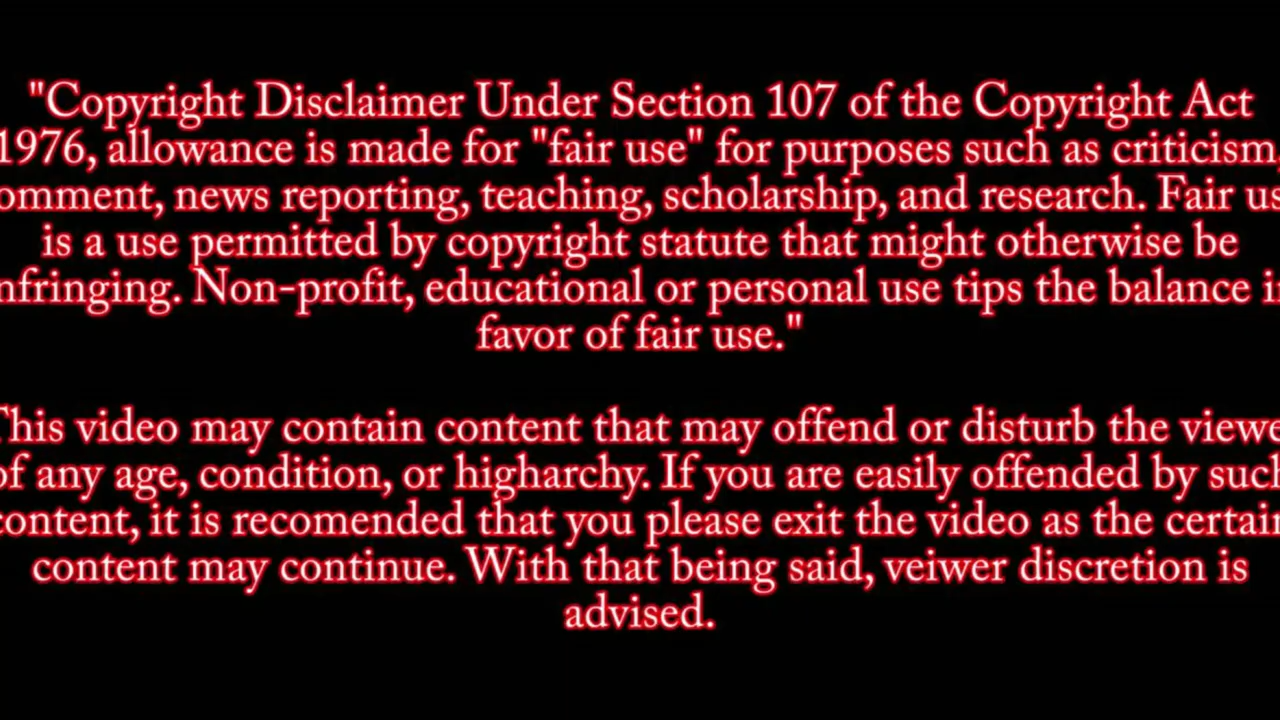 "Copyright Disclaimer Under Section 107 of the Copyright Act
1976, allowance is made for "fair use" for purposes such as criticism,
omment, news reporting, teaching, scholarship, and research. Fair us
is a use permitted by copyright statute that might otherwise be
nfringing. Non-profit, educational or personal use tips the balance in
favor of fair use."
This video may contain content that may offend or disturb the viewe
of any age, condition, or higharchy. If you are easily offended by such
content, it is recomended that you please exit the video as the certain
content may continue. With that being said, veiwer discretion is
advised.